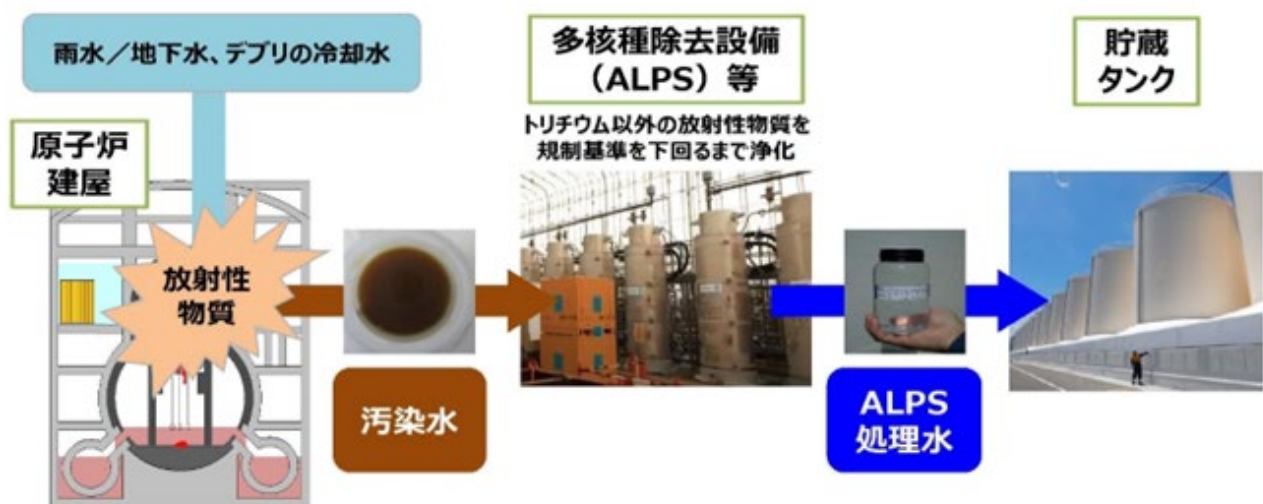 雨水／地下水、デブリの冷却水
原子炉
建屋
放射性
物質
汚染水
多核種除去設備
（ALPS）等
トリチウム以外の放射性物質を
規制基準を下回るまで浄化
ALPS
処理水
貯蔵
タンク